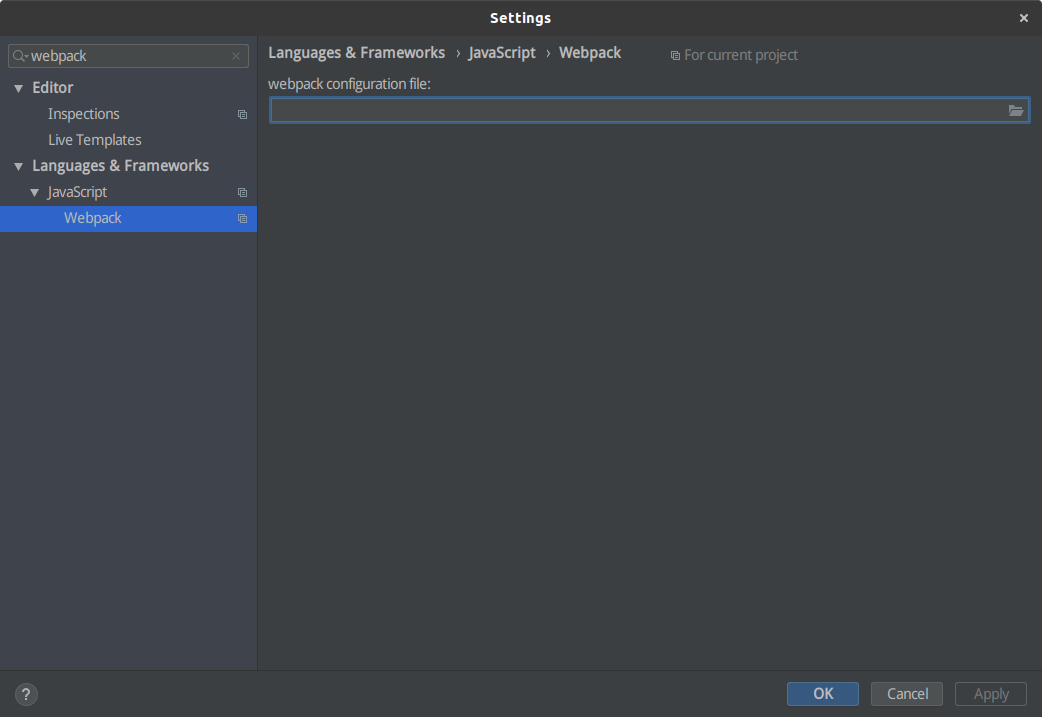 Settings
webpack
Editor
Inspections
Live Templates
Languages & Frameworks
JavaScript
Webpack
Languages & Frameworks › JavaScript › Webpack For current project
webpack configuration file:
? OK Cancel Apply